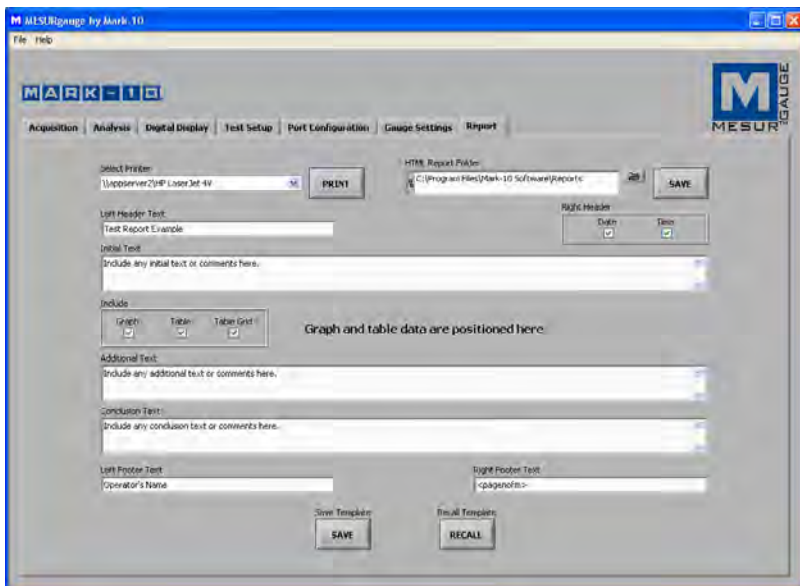 M MESURgauge by Mark-10
File Help
MARK-10
M
MESUR GAUGE
Acquisition Analysis Digital Display Test Setup Port Configuration Gauge Settings Report
Select Printer
\\appserver2\HP LaserJet 4V
PRINT
HTML Report Folder
C:\Program Files\Mark-10 Software\Reports
SAVE
Left Header Text
Test Report Example
Right Header
Date Time
Initial Text
Include any initial text or comments here.
Include
Graph Table Table Grid
Graph and table data are positioned here
Additional Text
Include any additional text or comments here.
Conclusion Text
Include any conclusion text or comments here.
Left Footer Text
Operator's Name
Right Footer Text
<pagenofm>
Save Template
SAVE
Recall Template
RECALL